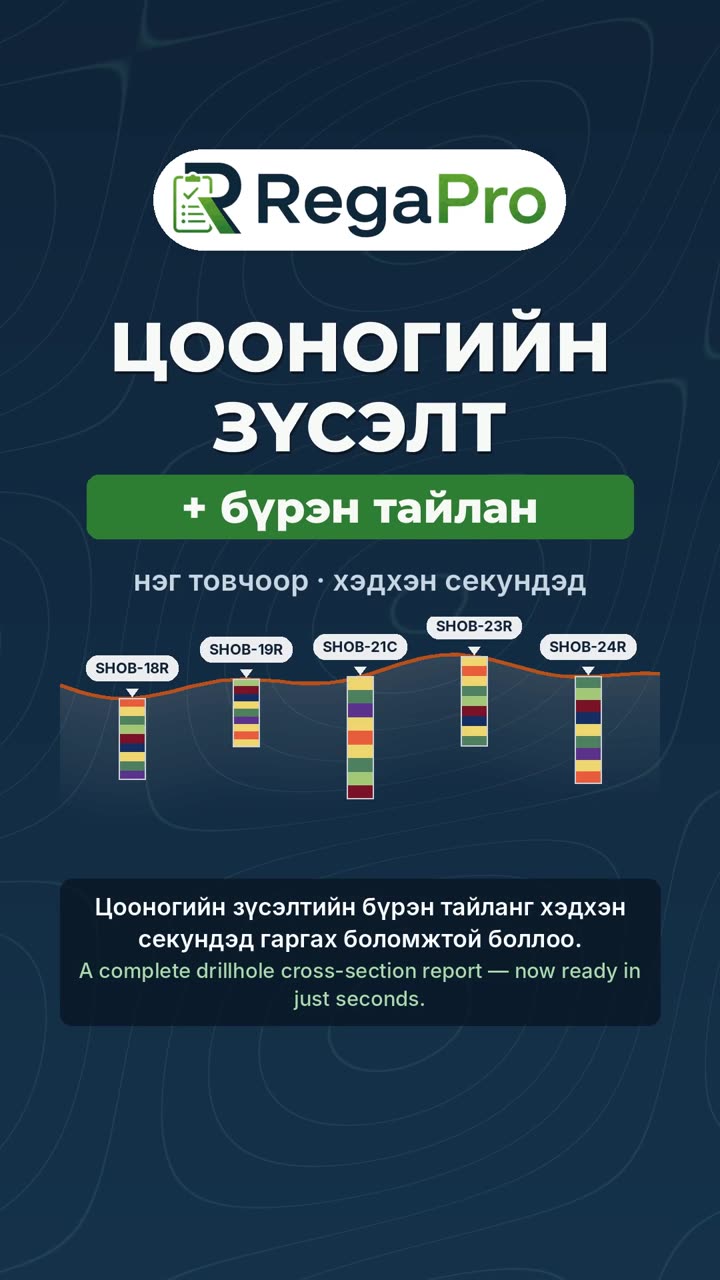 RegaPro
ЦООНОГИЙН
ЗҮСЭЛТ
+ бүрэн тайлан
нэг товчоор · хэдхэн секундэд
SHOB-18R
SHOB-19R
SHOB-21C
SHOB-23R
SHOB-24R
Цооногийн зүсэлтийн бүрэн тайланг хэдхэн
секундэд гаргах боломжтой боллоо.
A complete drillhole cross-section report — now ready in
just seconds.